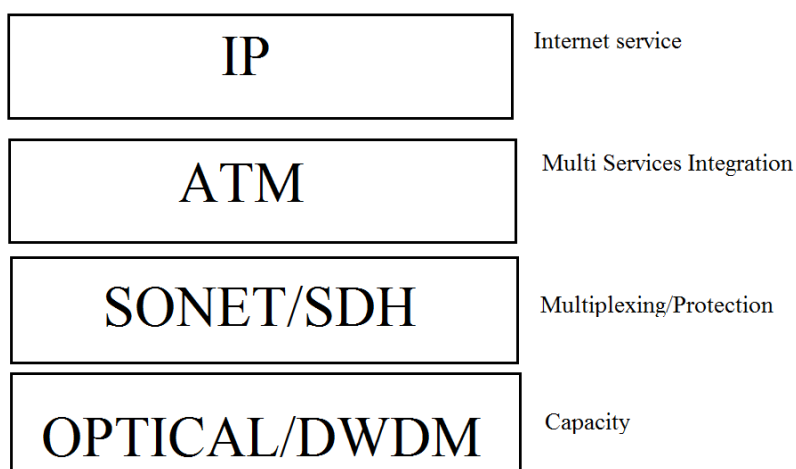 IP
Internet service
ATM
Multi Services Integration
SONET/SDH
Multiplexing/Protection
OPTICAL/DWDM
Capacity